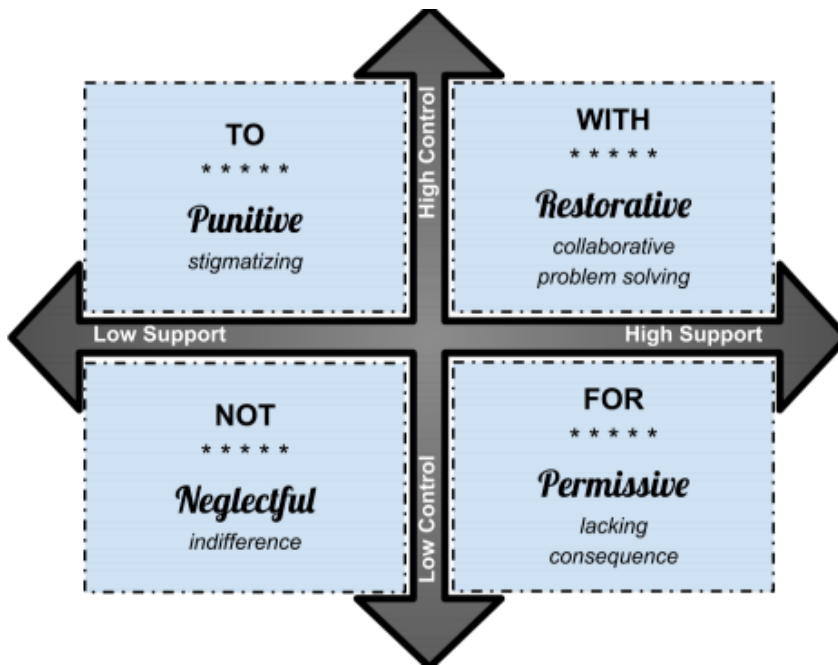 TO
* * * * *
Punitive
stigmatizing
High Control
WITH
* * * * *
Restorative
collaborative
problem solving
Low Support
High Support
NOT
* * * * *
Neglectful
indifference
Low Control
FOR
* * * * *
Permissive
lacking
consequence